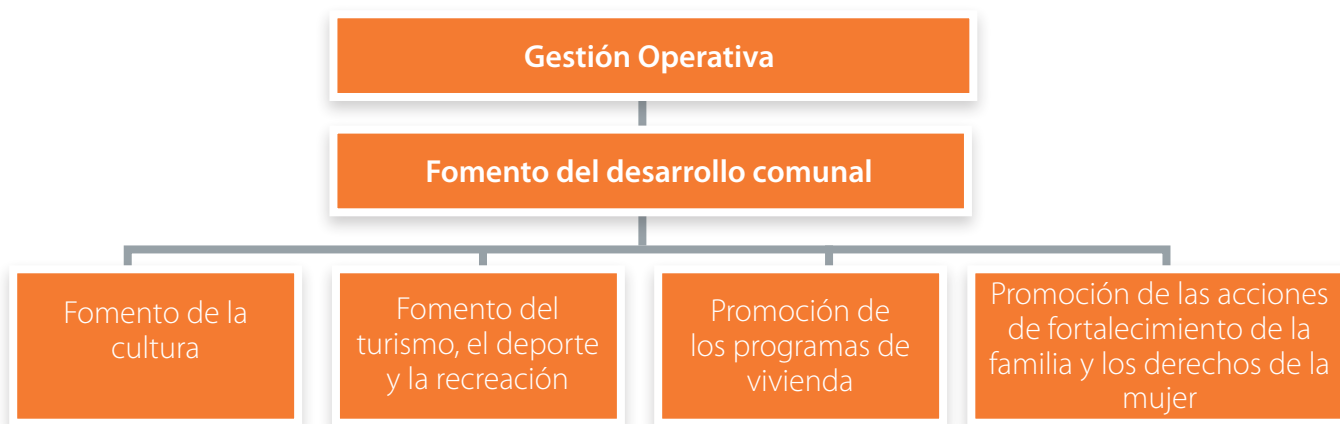 Gestión Operativa
Fomento del desarrollo comunal
Fomento de la
cultura
Fomento del
turismo, el deporte
y la recreación
Promoción de
los programas de
vivienda
Promoción de las acciones
de fortalecimiento de la
familia y los derechos de la
mujer